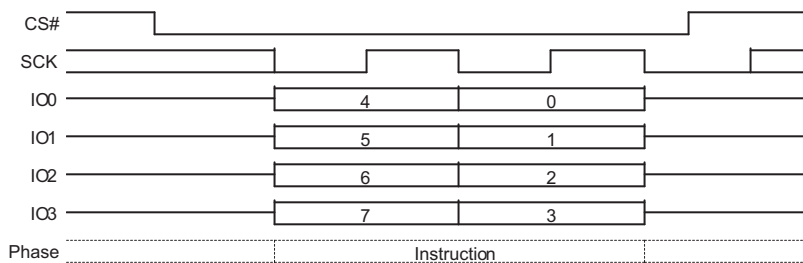 CS#
SCK
IO0 4 0
IO1 5 1
IO2 6 2
IO3 7 3
Phase Instruction